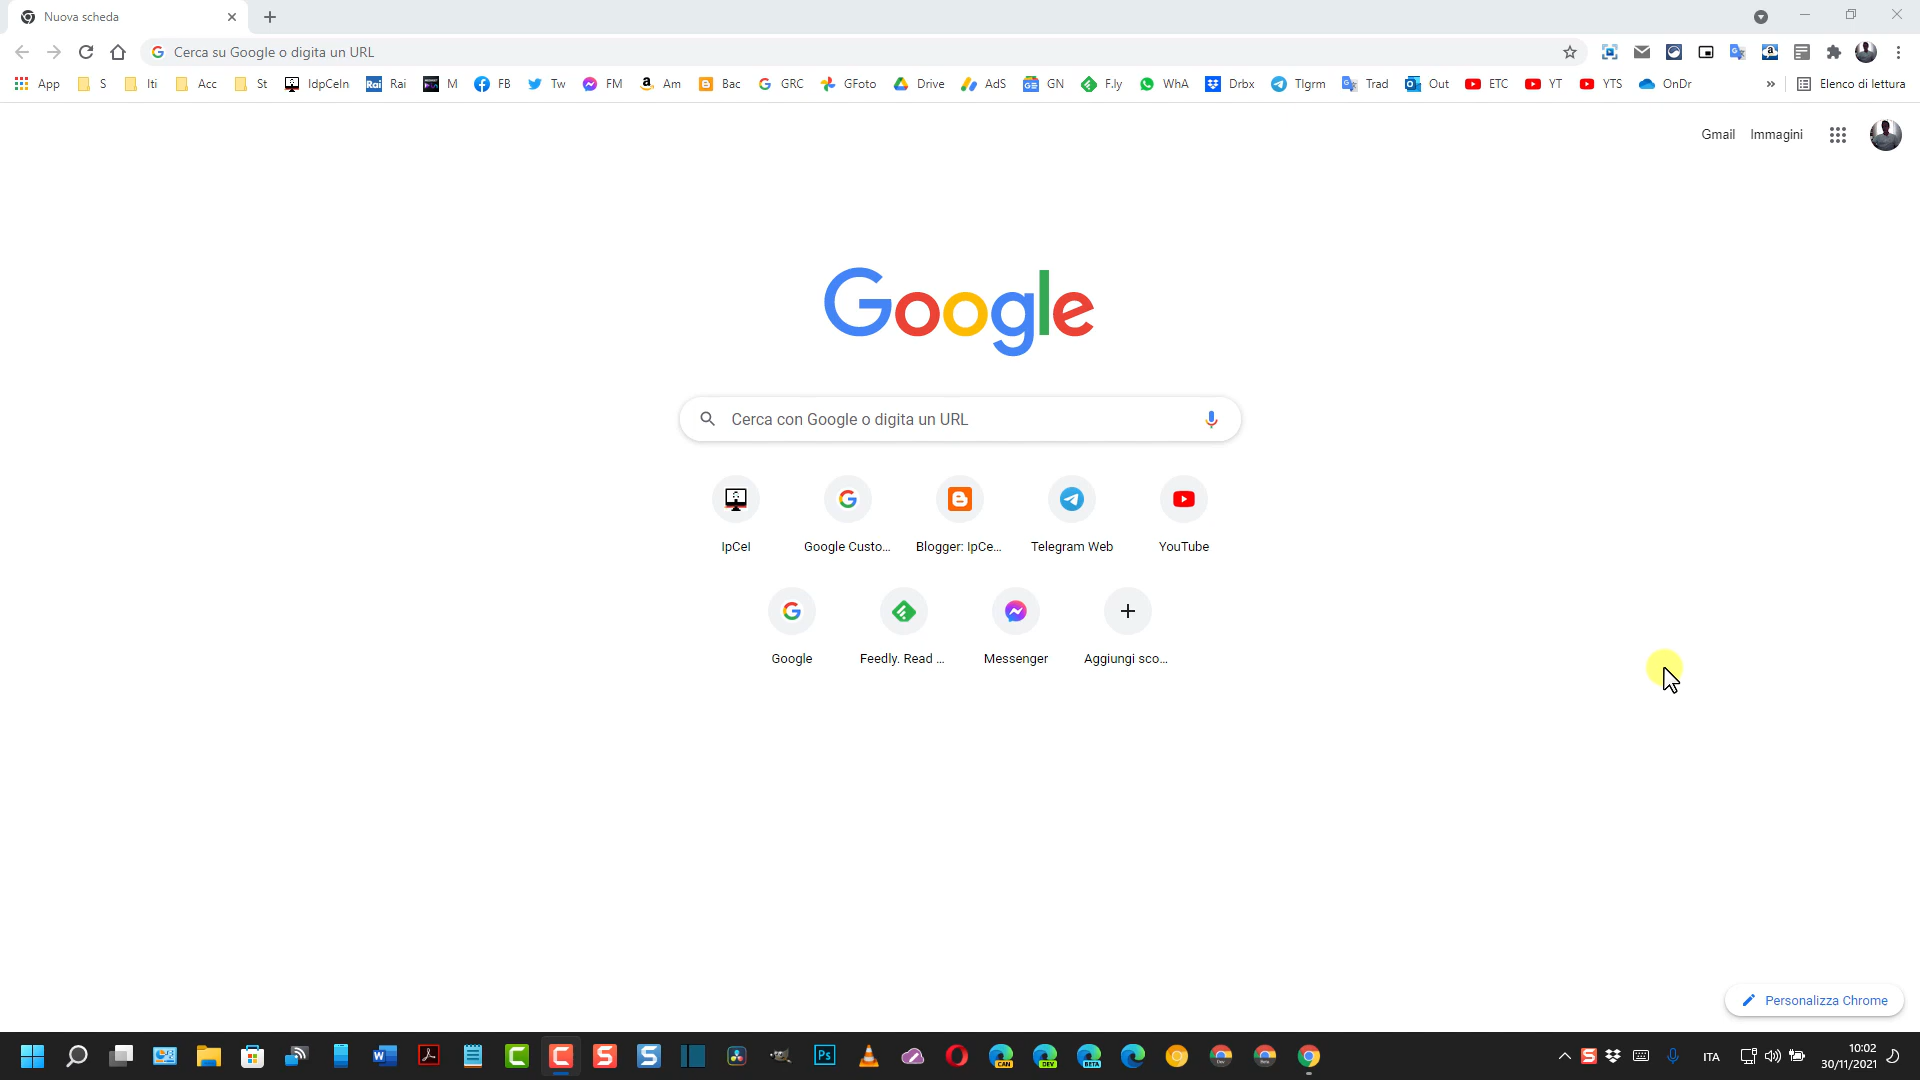 Nuova scheda
Cerca su Google o digita un URL
App S Iti Acc St IdpCeIn Rai M FB Tw FM Am Bac GRC GFoto Drive AdS GN F.ly WhA Drbx Tlgrm Trad Out ETC YT YTS OnDr » Elenco di lettura
Gmail Immagini
Google
Cerca con Google o digita un URL
IpCeI Google Custo... Blogger: IpCe... Telegram Web YouTube
Google Feedly. Read ... Messenger Aggiungi sco...
Personalizza Chrome
ITA 10:02
30/11/2021